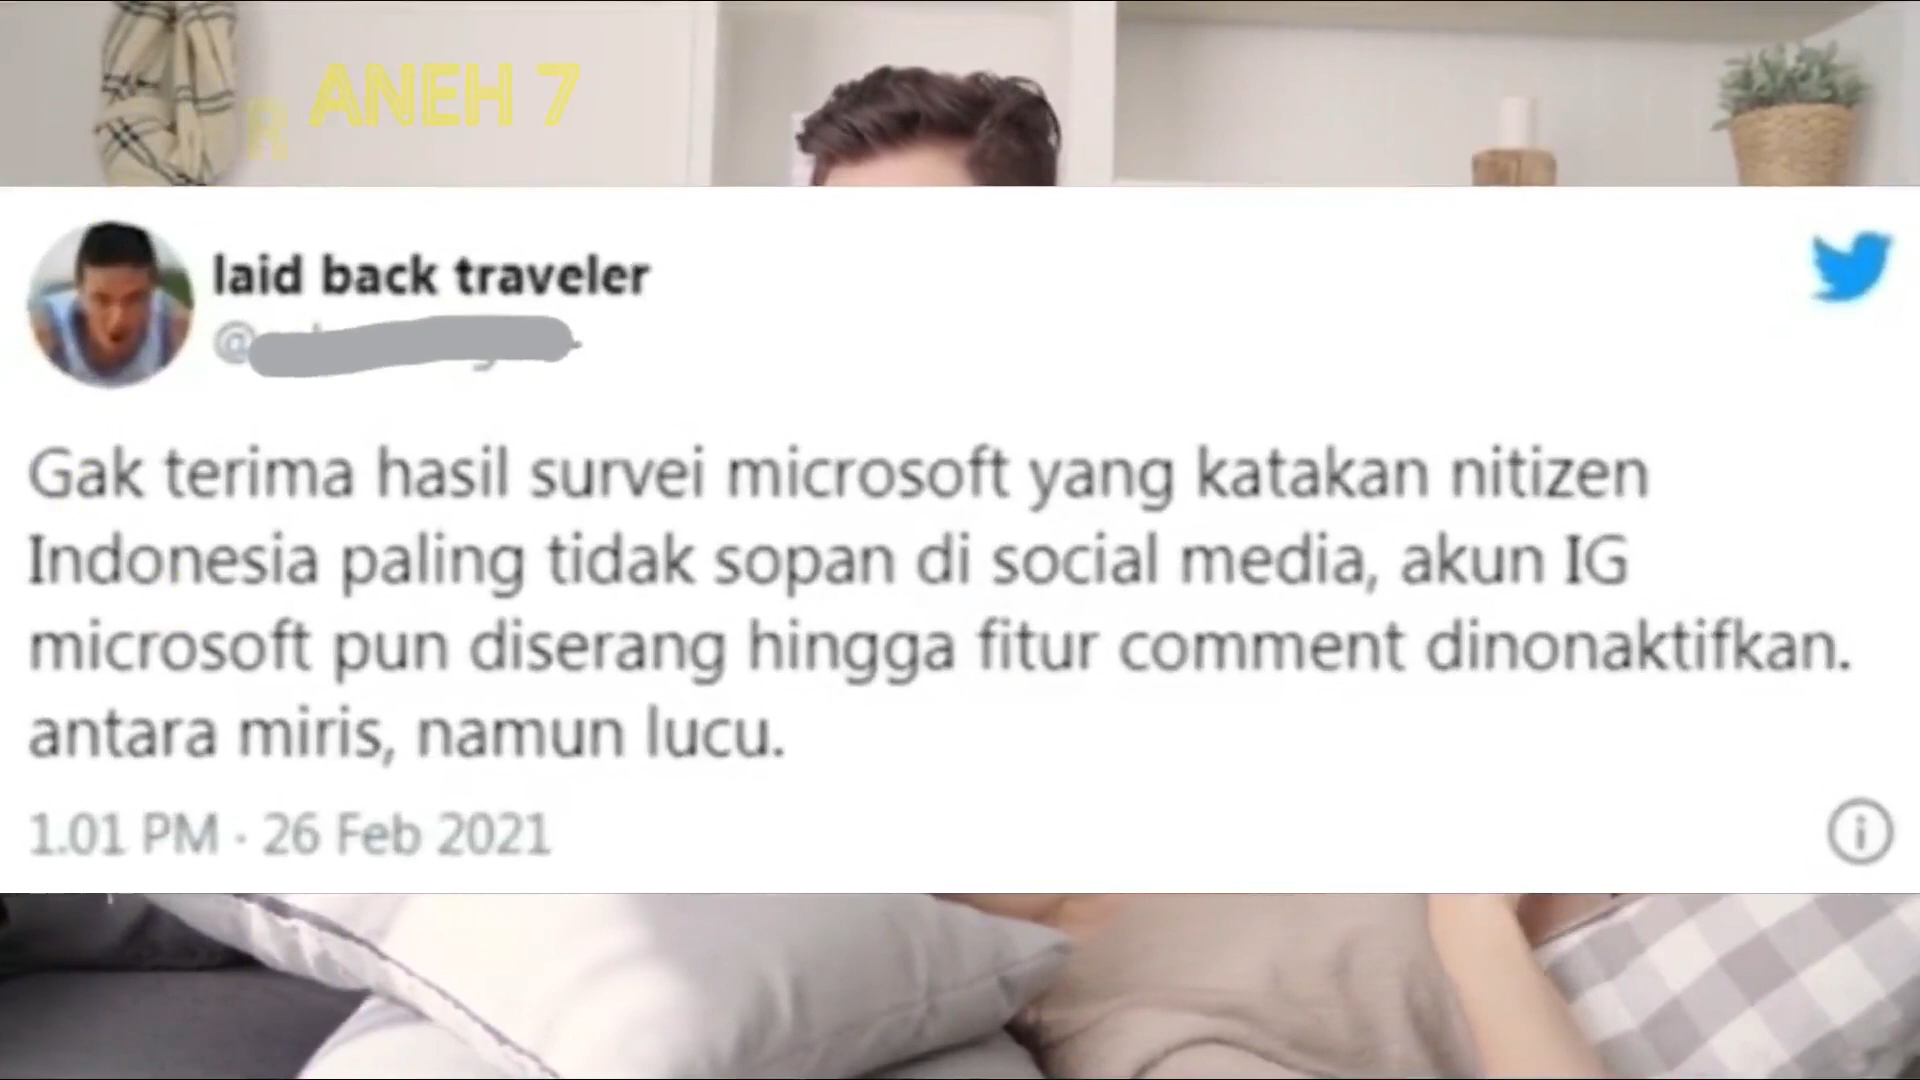 R ANEH 7
laid back traveler
@
Gak terima hasil survei microsoft yang katakan nitizen
Indonesia paling tidak sopan di social media, akun IG
microsoft pun diserang hingga fitur comment dinonaktifkan.
antara miris, namun lucu.
1.01 PM · 26 Feb 2021